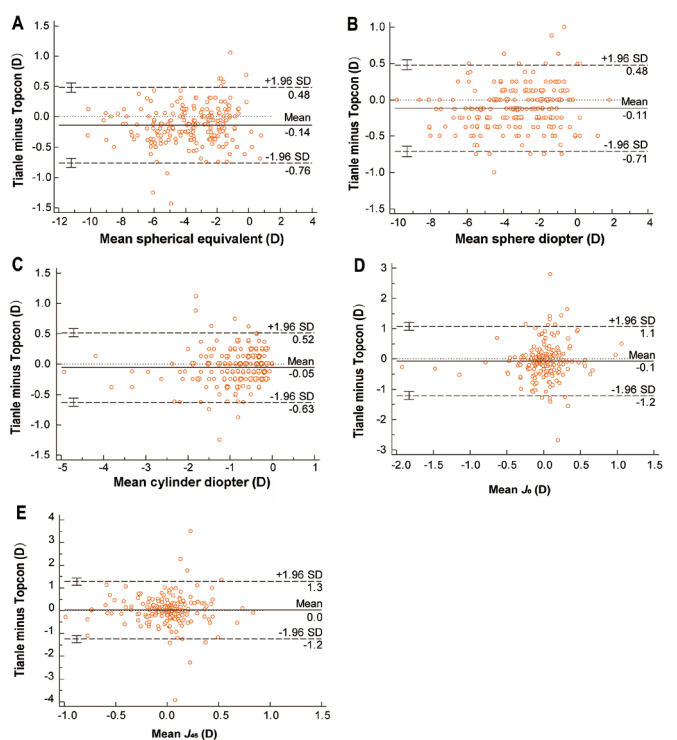 A
Tianle minus Topcon (D)
1.5
1.0
0.5
0.0
-0.5
-1.0
-1.5
+1.96 SD
0.48
Mean
-0.14
-1.96 SD
-0.76
-12 -10 -8 -6 -4 -2 0 2 4
Mean spherical equivalent (D)
B
Tianle minus Topcon (D)
1.0
0.5
0.0
-0.5
-1.0
-1.5
+1.96 SD
0.48
Mean
-0.11
-1.96 SD
-0.71
-10 -8 -6 -4 -2 0 2 4
Mean sphere diopter (D)
C
Tianle minus Topcon (D)
1.5
1.0
0.5
0.0
-0.5
-1.0
-1.5
+1.96 SD
0.52
Mean
-0.05
-1.96 SD
-0.63
-5 -4 -3 -2 -1 0 1
Mean cylinder diopter (D)
D
Tianle minus Topcon (D)
3
2
1
0
-1
-2
-3
+1.96 SD
1.1
Mean
-0.1
-1.96 SD
-1.2
-2.0 -1.5 -1.0 -0.5 0.0 0.5 1.0 1.5
Mean J₀ (D)
E
Tianle minus Topcon (D)
4
3
2
1
0
-1
-2
-3
-4
+1.96 SD
1.3
Mean
0.0
-1.96 SD
-1.2
-1.0 -0.5 0.0 0.5 1.0 1.5
Mean J₄₅ (D)